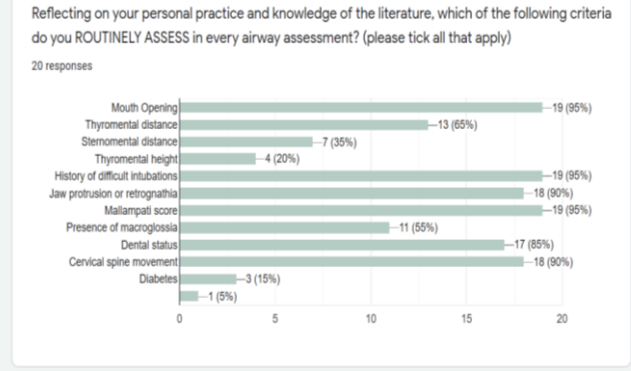 Reflecting on your personal practice and knowledge of the literature, which of the following criteria
do you ROUTINELY ASSESS in every airway assessment? (please tick all that apply)
20 responses
Mouth Opening 19 (95%)
Thyromental distance 13 (65%)
Sternomental distance 7 (35%)
Thyromental height 4 (20%)
History of difficult intubations 19 (95%)
Jaw protrusion or retrognathia 18 (90%)
Mallampati score 19 (95%)
Presence of macroglossia 11 (55%)
Dental status 17 (85%)
Cervical spine movement 18 (90%)
Diabetes 3 (15%)
1 (5%)
0 5 10 15 20